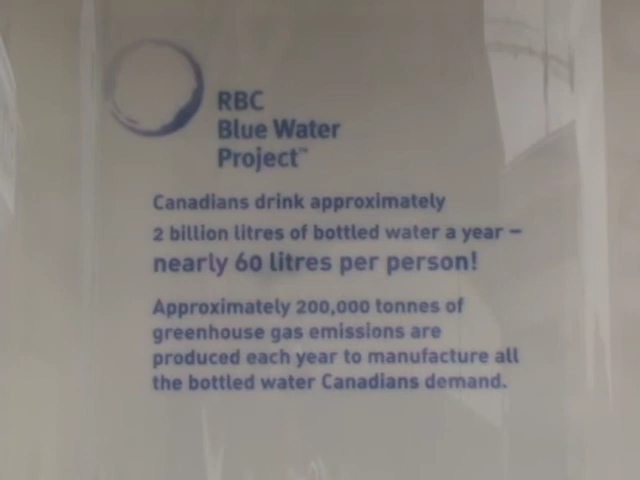 RBC
Blue Water
Project™
Canadians drink approximately
2 billion litres of bottled water a year –
nearly 60 litres per person!
Approximately 200,000 tonnes of
greenhouse gas emissions are
produced each year to manufacture all
the bottled water Canadians demand.